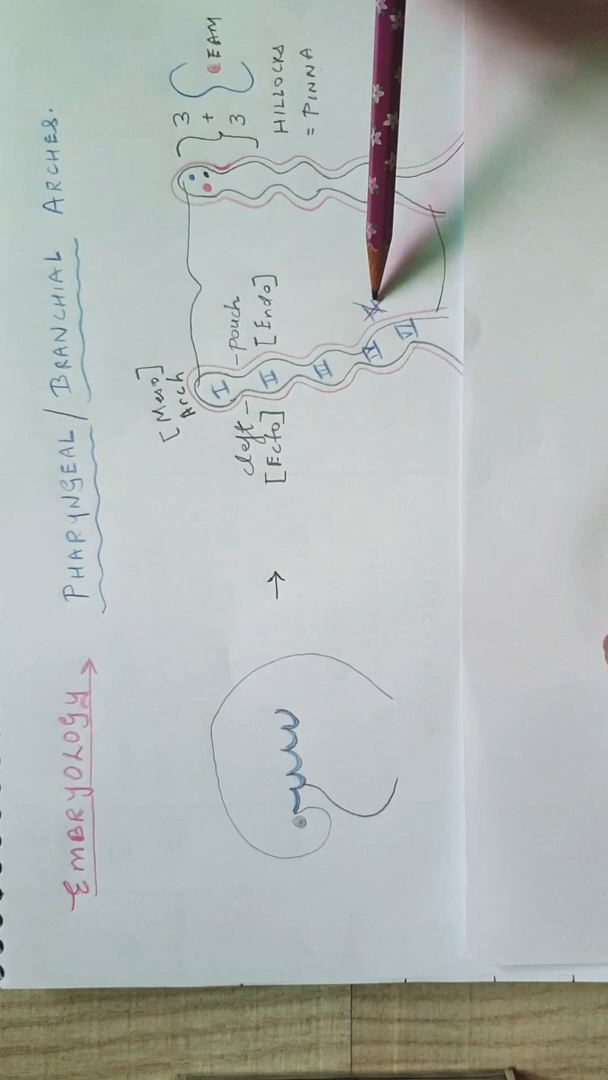 EMBRYOLOGY → PHARYNGEAL/BRANCHIAL ARCHES.
[Meso]
Arch
I
cleft - - pouch
[Ecto] [Endo]
II
III
IV
VI
3
+
3
EAM
HILLOCKS
= PINNA
→